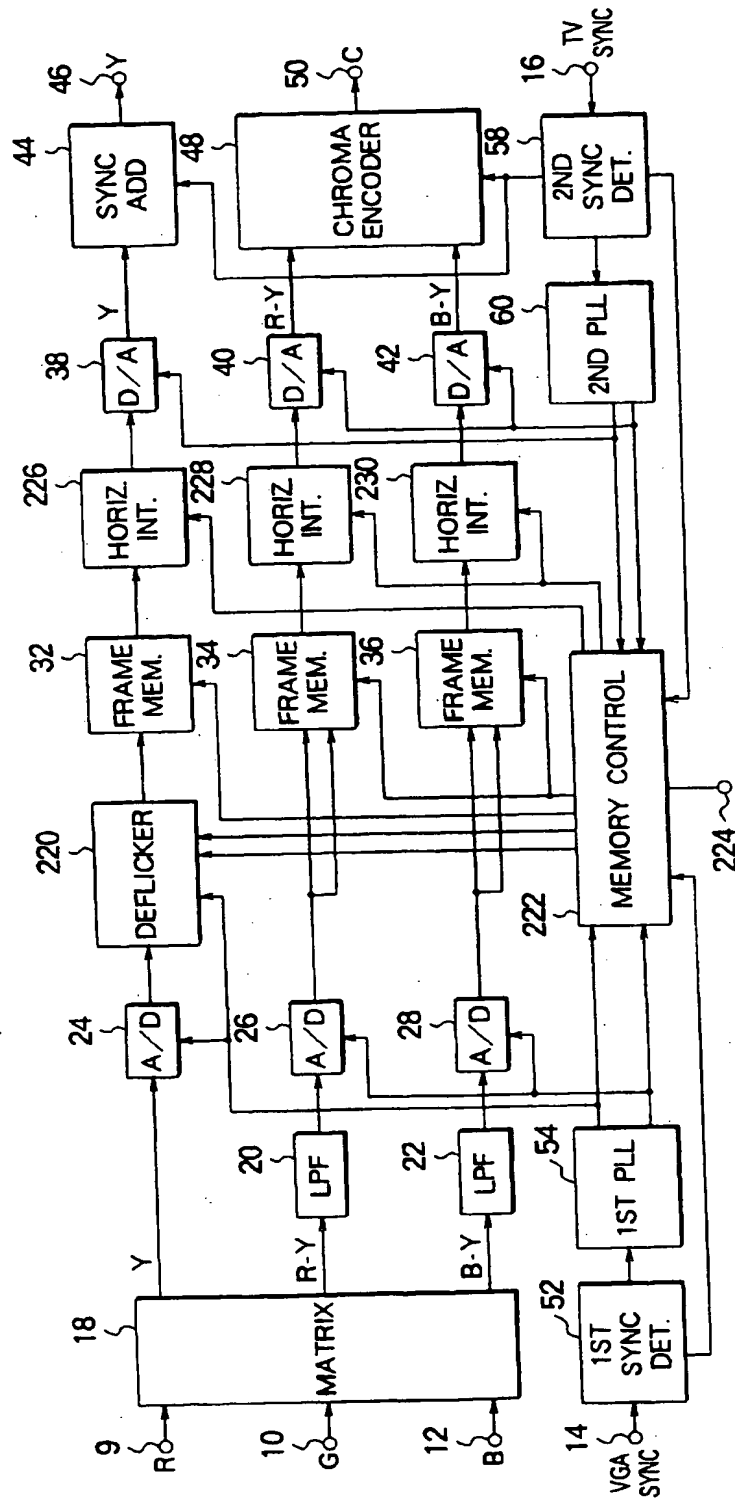 9
R
10
G
12
B
14
VGA
SYNC
18
MATRIX
Y
R-Y
B-Y
52
1ST
SYNC
DET.
20
LPF
22
LPF
54
1ST PLL
24
A/D
26
A/D
28
A/D
220
DEFLICKER
32
FRAME
MEM.
34
FRAME
MEM.
36
FRAME
MEM.
222
MEMORY CONTROL
224
226
HORIZ.
INT.
228
HORIZ.
INT.
230
HORIZ.
INT.
38
D/A
40
D/A
42
D/A
Y
R-Y
B-Y
60
2ND PLL
44
SYNC
ADD
46
Y
48
CHROMA
ENCODER
50
C
58
2ND
SYNC
DET.
16
TV
SYNC